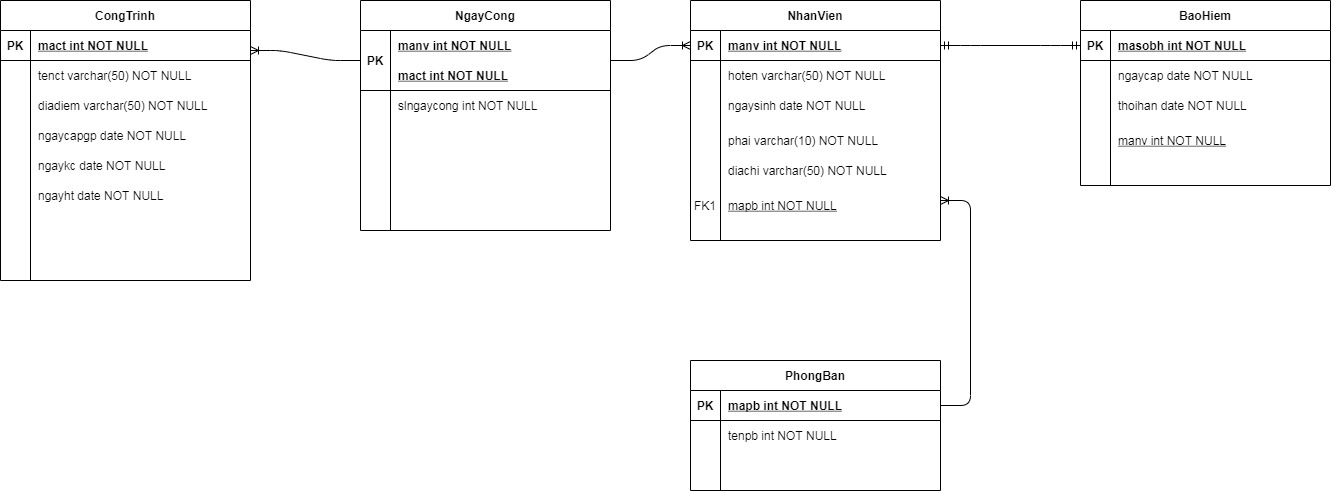 CongTrinh
PK mact int NOT NULL
tenct varchar(50) NOT NULL
diadiem varchar(50) NOT NULL
ngaycapgp date NOT NULL
ngaykc date NOT NULL
ngayht date NOT NULL
NgayCong
PK
manv int NOT NULL
mact int NOT NULL
slngaycong int NOT NULL
NhanVien
PK manv int NOT NULL
hoten varchar(50) NOT NULL
ngaysinh date NOT NULL
phai varchar(10) NOT NULL
diachi varchar(50) NOT NULL
FK1 mapb int NOT NULL
BaoHiem
PK masobh int NOT NULL
ngaycap date NOT NULL
thoihan date NOT NULL
manv int NOT NULL
PhongBan
PK mapb int NOT NULL
tenpb int NOT NULL